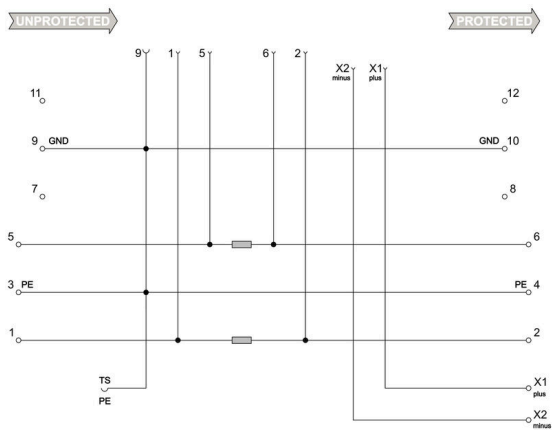 UNPROTECTED PROTECTED
9 1 5 6 2 X2 minus X1 plus
11 12
9 GND GND 10
7 8
5 6
3 PE PE 4
1 2
TS
PE
X1
plus
X2
minus